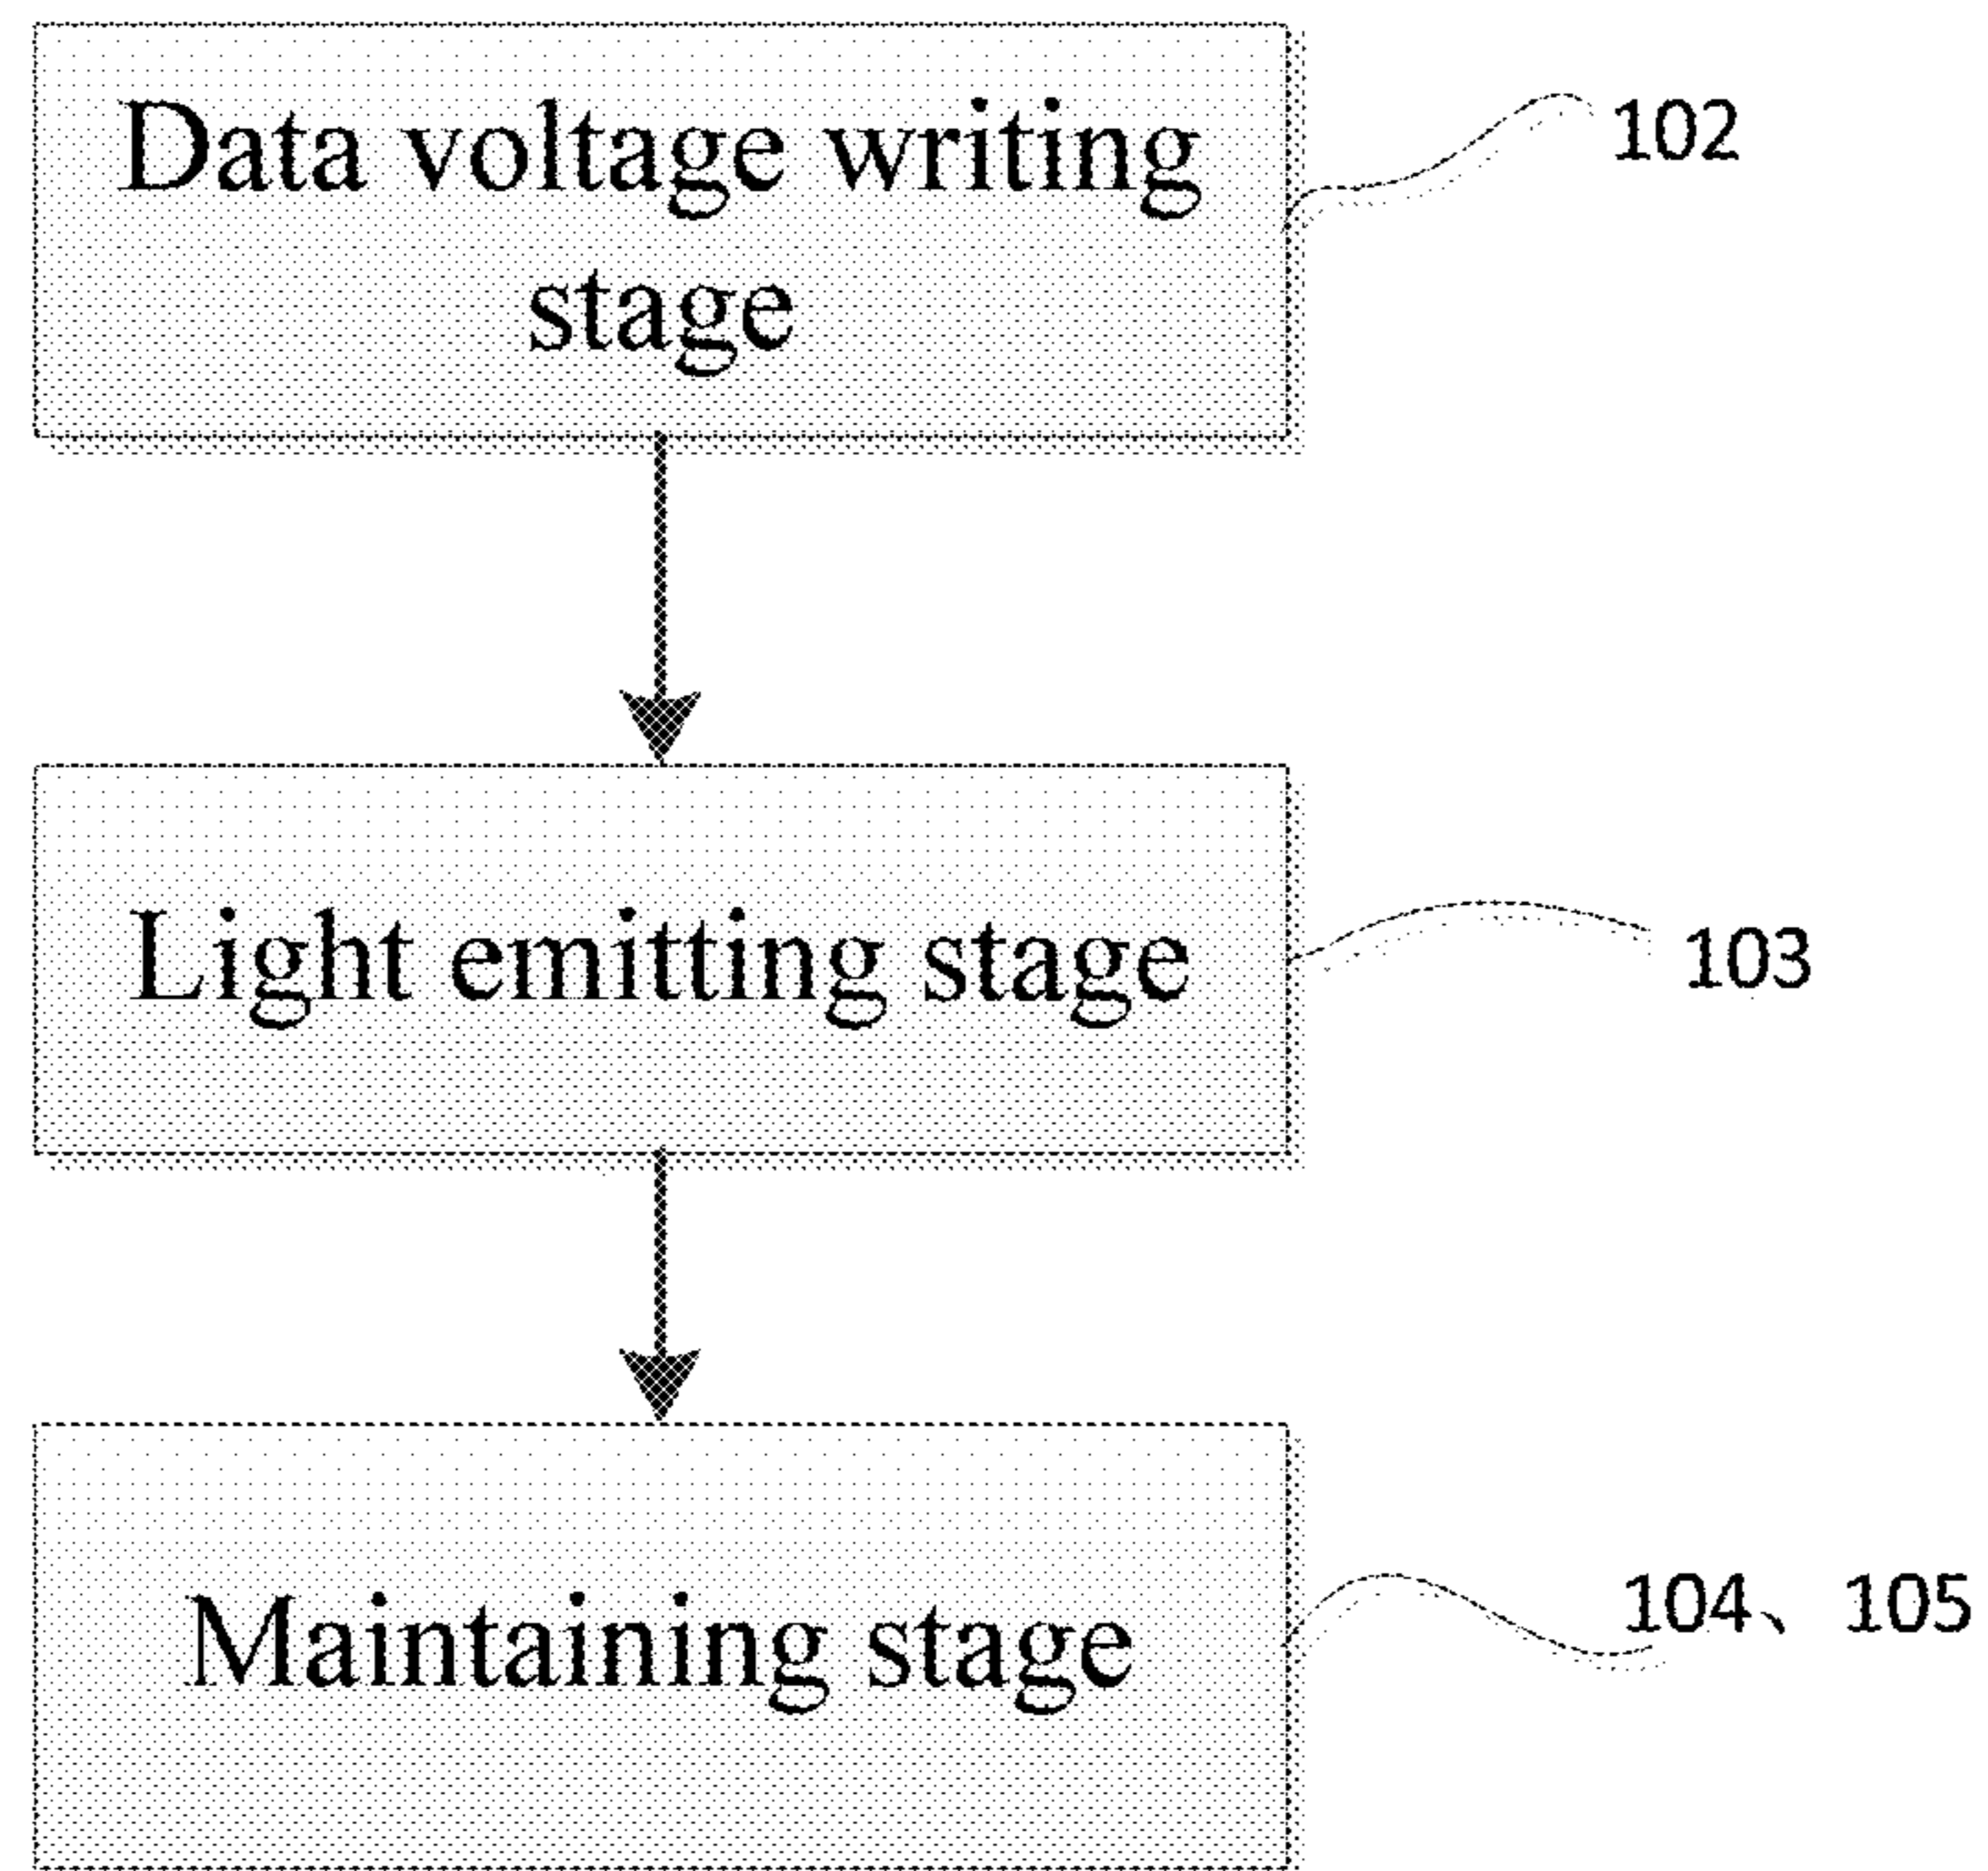 Data voltage writing
stage
102
Light emitting stage
103
Maintaining stage
104、105